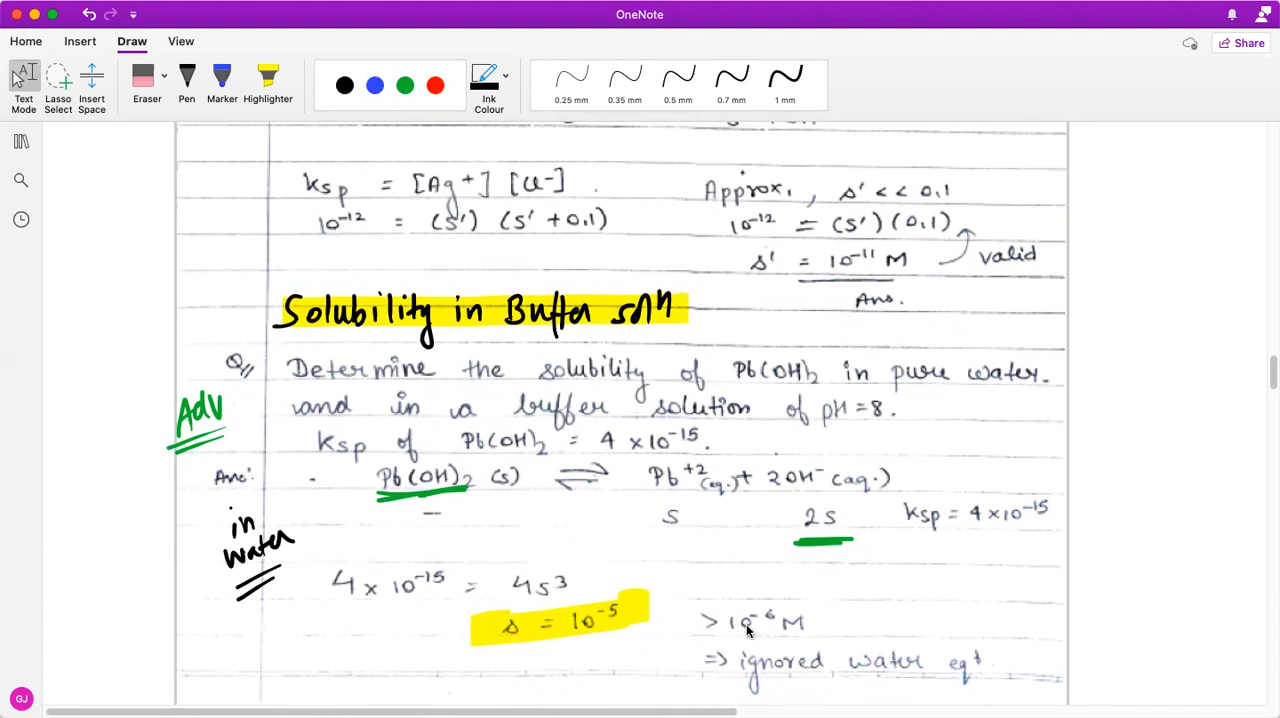 OneNote
Home Insert Draw View
Share
Text Mode
Lasso Select
Insert Space
Eraser
Pen
Marker
Highlighter
Ink Colour
0.25 mm
0.35 mm
0.5 mm
0.7 mm
1 mm
Ksp = [Ag+] [Cl-]
Approx., s' << 0.1
10⁻¹² = (s') (s' + 0.1)
10⁻¹² = (s') (0.1)
s' = 10⁻¹¹ M valid
Ans.
Solubility in Buffer solⁿ
Q// Determine the solubility of Pb(OH)₂ in pure water.
and in a buffer solution of pH = 8.
Adv
Ksp of Pb(OH)₂ = 4 × 10⁻¹⁵.
Ans: Pb(OH)₂ (s) ⇌ Pb⁺² (aq.) + 2OH⁻ (aq.)
in water
– s 2s Ksp = 4 × 10⁻¹⁵
4 × 10⁻¹⁵ = 4s³
s = 10⁻⁵ > 10⁻⁶ M
⇒ ignored water eq
GJ